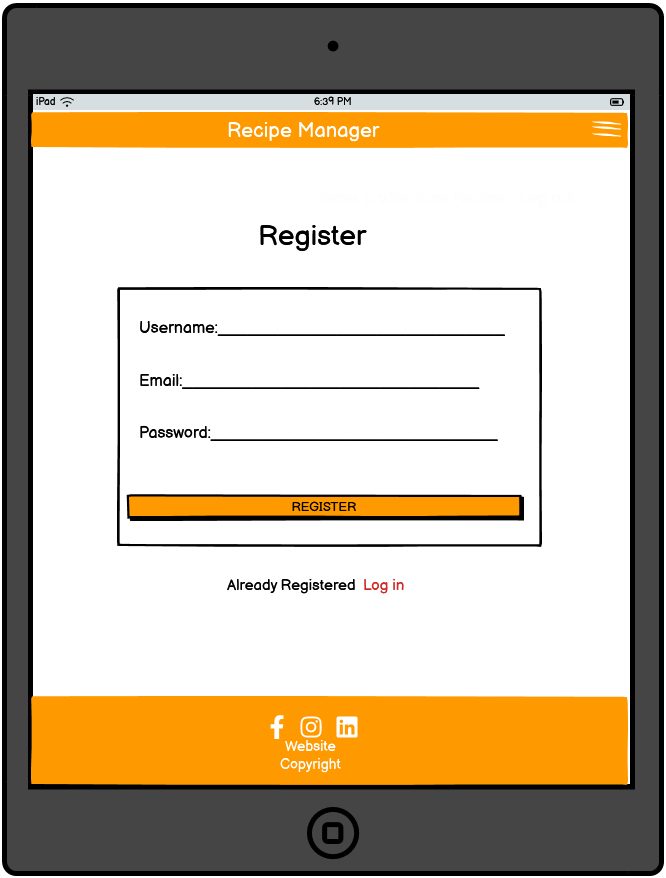 iPad 6:39 PM
Recipe Manager
Register
Username:
Email:
Password:
REGISTER
Already Registered Log in
Website
Copyright